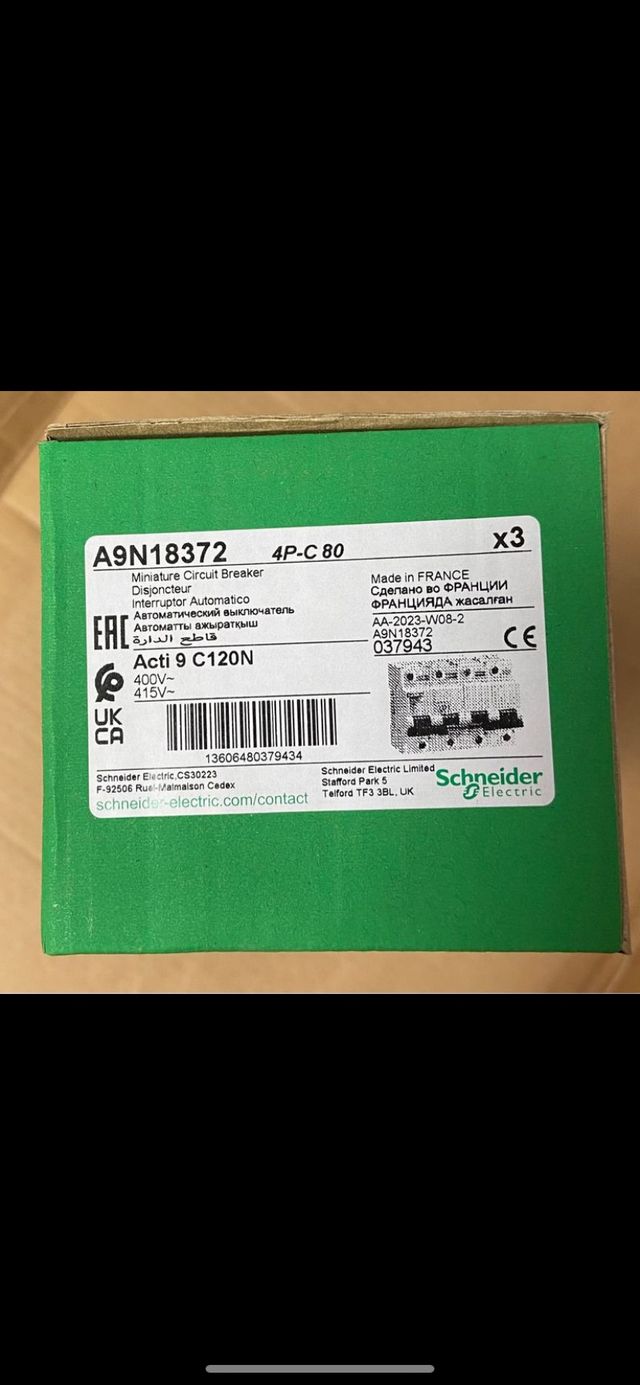 A9N18372 4P-C 80 x3
Miniature Circuit Breaker
Disjoncteur
Interruptor Automatico
Автоматический выключатель
Автоматты ажыратқыш
قاطع الدارة
Made in FRANCE
Сделано во ФРАНЦИИ
ФРАНЦИЯДА жасалған
AA-2023-W08-2
A9N18372
037943
CE
EAC
Acti 9 C120N
400V~
415V~
UK
CA
13606480379434
Schneider Electric,CS30223
F-92506 Rueil-Malmaison Cedex
schneider-electric.com/contact
Schneider Electric Limited
Stafford Park 5
Telford TF3 3BL, UK
Schneider
Electric